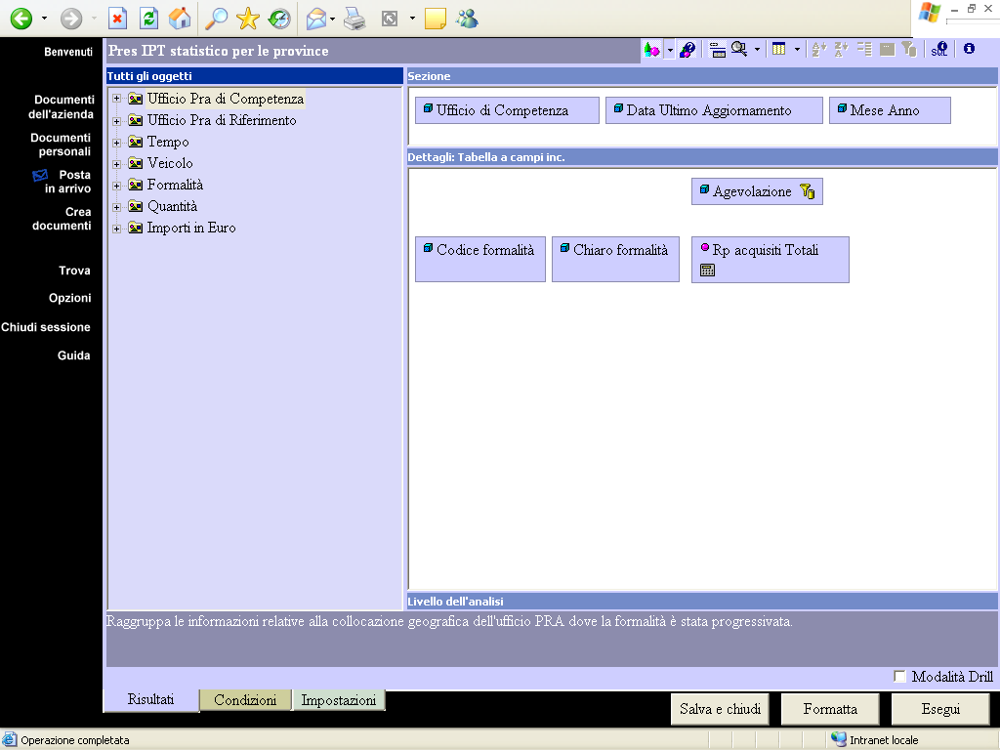 Benvenuti
Documenti
dell'azienda
Documenti
personali
Posta
in arrivo
Crea
documenti
Trova
Opzioni
Chiudi sessione
Guida
Pres IPT statistico per le province
SQL
Tutti gli oggetti
Ufficio Pra di Competenza
Ufficio Pra di Riferimento
Tempo
Veicolo
Formalità
Quantità
Importi in Euro
Sezione
Ufficio di Competenza
Data Ultimo Aggiornamento
Mese Anno
Dettagli: Tabella a campi inc.
Agevolazione
Codice formalità
Chiaro formalità
Rp acquisiti Totali
Livello dell'analisi
Raggruppa le informazioni relative alla collocazione geografica dell'ufficio PRA dove la formalità è stata progressivata.
Modalità Drill
Risultati
Condizioni
Impostazioni
Salva e chiudi
Formatta
Esegui
Operazione completata
Intranet locale